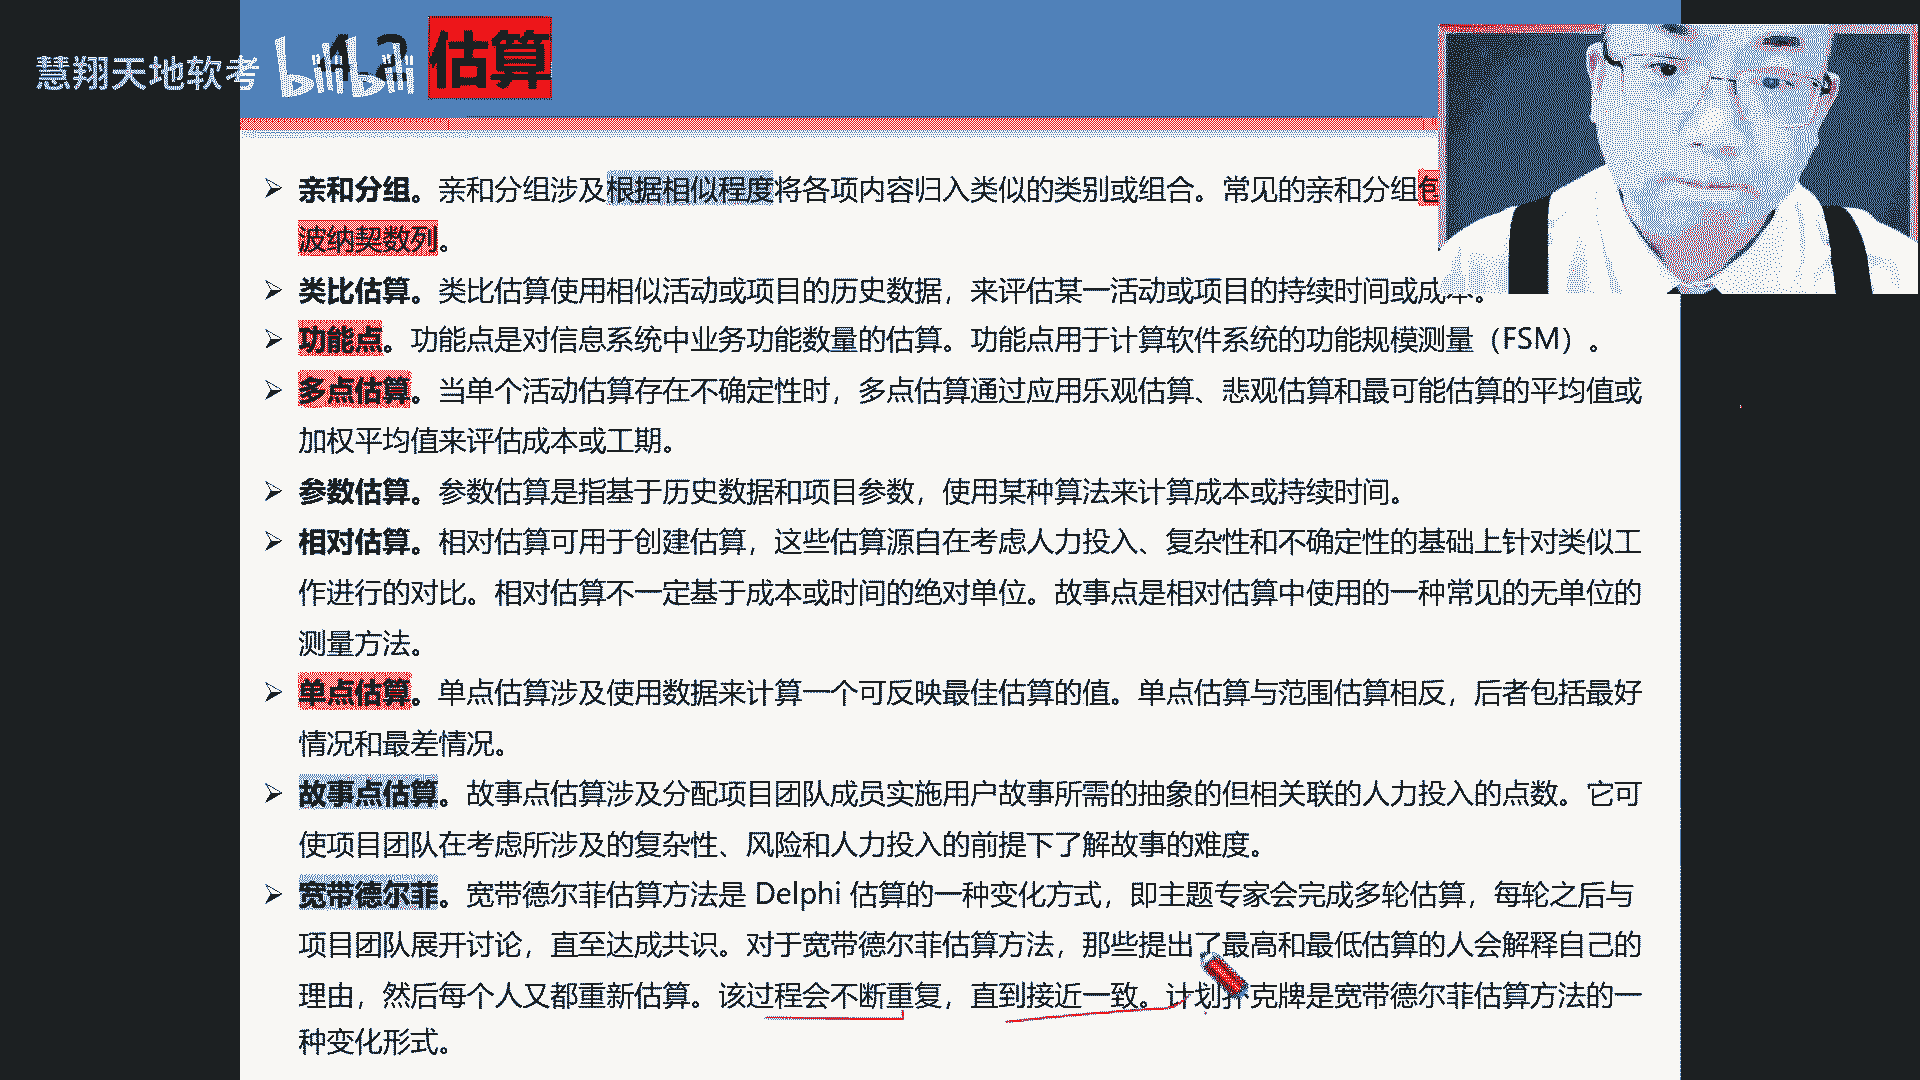 慧翔天地软考 bilibili 4.2 估算
亲和分组。亲和分组涉及根据相似程度将各项内容归入类似的类别或组合。常见的亲和分组
波纳契数列。
类比估算。类比估算使用相似活动或项目的历史数据，来评估某一活动或项目的持续时间或成本。
功能点。功能点是对信息系统中业务功能数量的估算。功能点用于计算软件系统的功能规模测量（FSM）。
多点估算。当单个活动估算存在不确定性时，多点估算通过应用乐观估算、悲观估算和最可能估算的平均值或
加权平均值来评估成本或工期。
参数估算。参数估算是指基于历史数据和项目参数，使用某种算法来计算成本或持续时间。
相对估算。相对估算可用于创建估算，这些估算源自在考虑人力投入、复杂性和不确定性的基础上针对类似工
作进行的对比。相对估算不一定基于成本或时间的绝对单位。故事点是相对估算中使用的一种常见的无单位的
测量方法。
单点估算。单点估算涉及使用数据来计算一个可反映最佳估算的值。单点估算与范围估算相反，后者包括最好
情况和最差情况。
故事点估算。故事点估算涉及分配项目团队成员实施用户故事所需的抽象的但相关联的人力投入的点数。它可
使项目团队在考虑所涉及的复杂性、风险和人力投入的前提下了解故事的难度。
宽带德尔菲。宽带德尔菲估算方法是 Delphi 估算的一种变化方式，即主题专家会完成多轮估算，每轮之后与
项目团队展开讨论，直至达成共识。对于宽带德尔菲估算方法，那些提出了最高和最低估算的人会解释自己的
理由，然后每个人又都重新估算。该过程会不断重复，直到接近一致。计划扑克牌是宽带德尔菲估算方法的一
种变化形式。